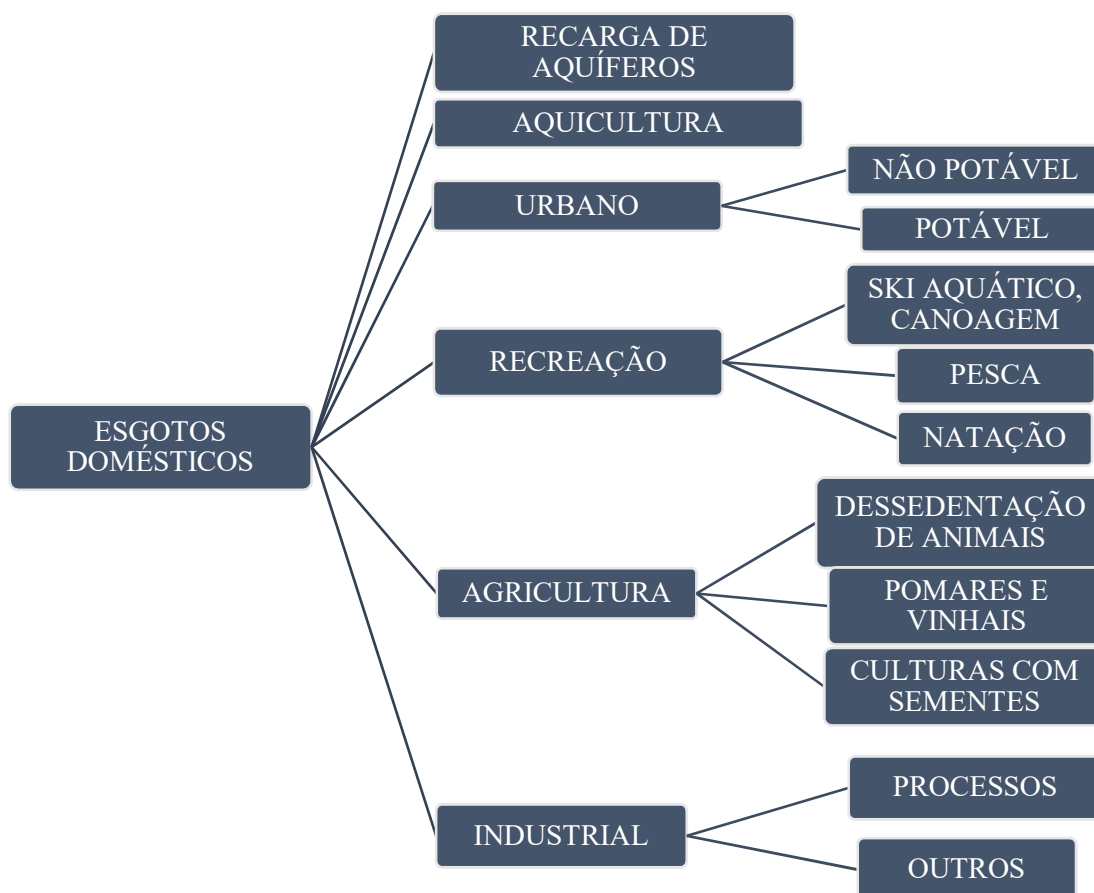 RECARGA DE
AQUÍFEROS
AQUICULTURA
NÃO POTÁVEL
URBANO
POTÁVEL
SKI AQUÁTICO,
CANOAGEM
RECREAÇÃO
PESCA
NATAÇÃO
ESGOTOS
DOMÉSTICOS
DESSEDENTAÇÃO
DE ANIMAIS
AGRICULTURA
POMARES E
VINHAIS
CULTURAS COM
SEMENTES
PROCESSOS
INDUSTRIAL
OUTROS